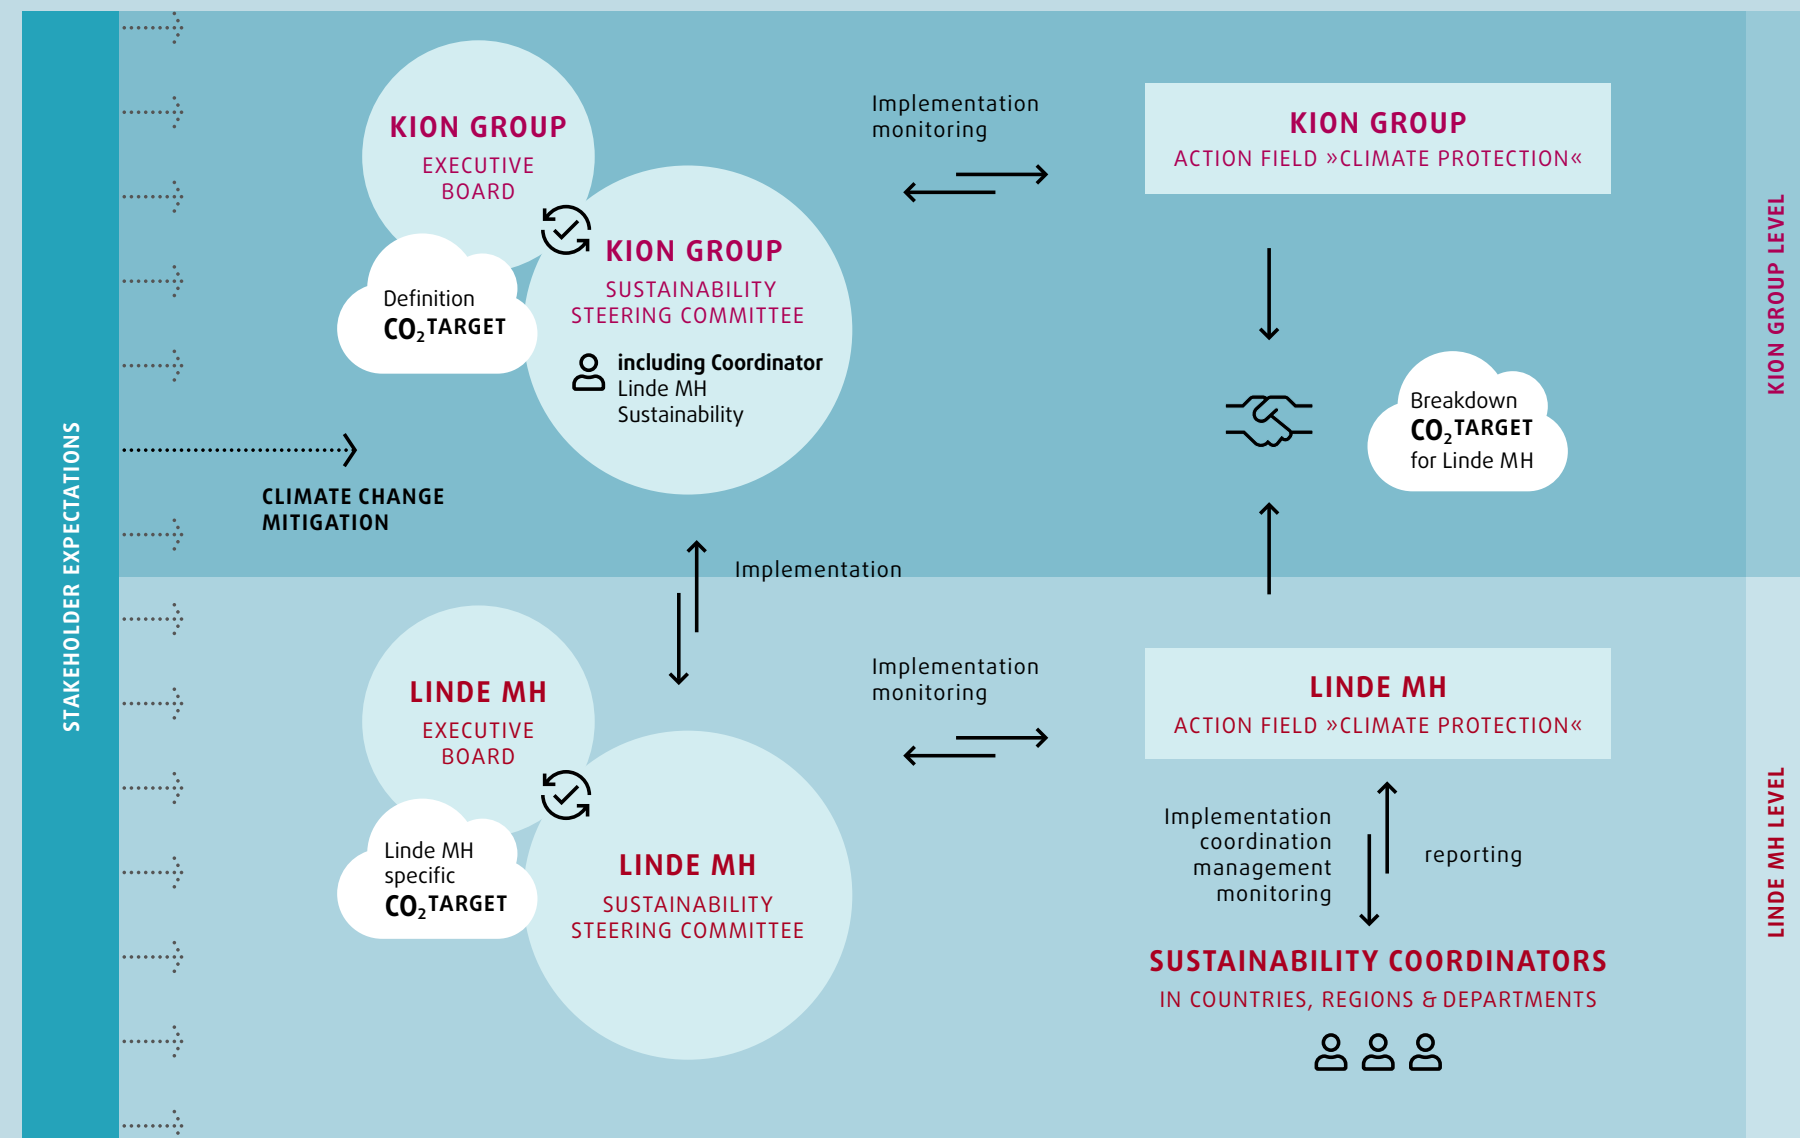 STAKEHOLDER EXPECTATIONS
KION GROUP
EXECUTIVE
BOARD
Definition
CO₂ TARGET
KION GROUP
SUSTAINABILITY
STEERING COMMITTEE
including Coordinator
Linde MH
Sustainability
CLIMATE CHANGE
MITIGATION
Implementation
monitoring
KION GROUP
ACTION FIELD »CLIMATE PROTECTION«
Breakdown
CO₂ TARGET
for Linde MH
KION GROUP LEVEL
Implementation
LINDE MH
EXECUTIVE
BOARD
Linde MH
specific
CO₂ TARGET
LINDE MH
SUSTAINABILITY
STEERING COMMITTEE
Implementation
monitoring
LINDE MH
ACTION FIELD »CLIMATE PROTECTION«
Implementation
coordination
management
monitoring
reporting
SUSTAINABILITY COORDINATORS
IN COUNTRIES, REGIONS & DEPARTMENTS
LINDE MH LEVEL